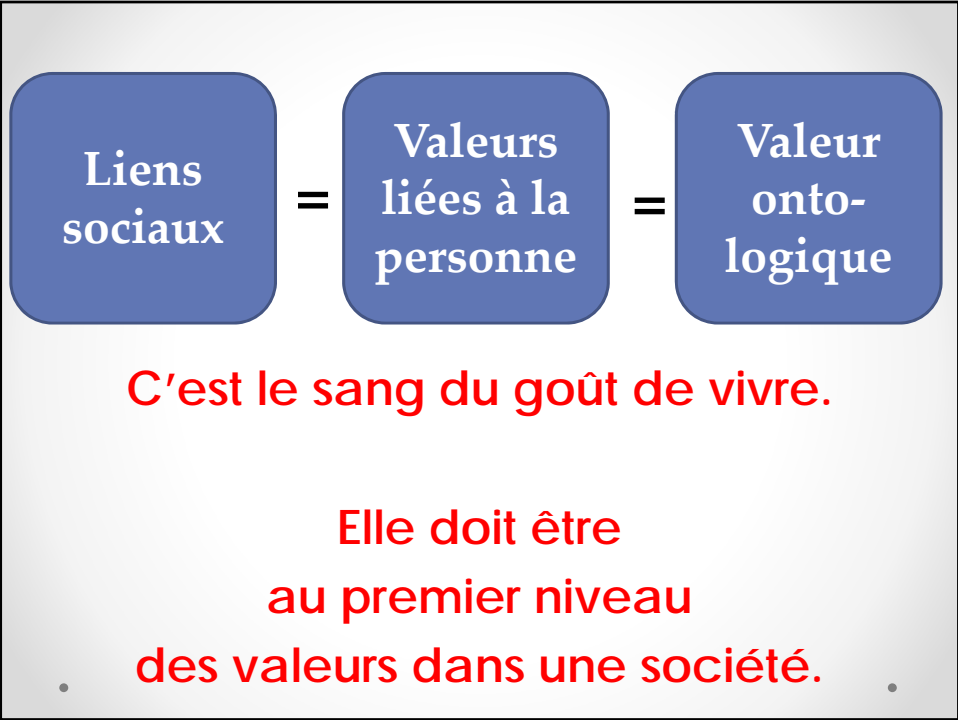 Liens
sociaux
=
Valeurs
liées à la
personne
=
Valeur
onto-
logique
C’est le sang du goût de vivre.
Elle doit être
au premier niveau
des valeurs dans une société.